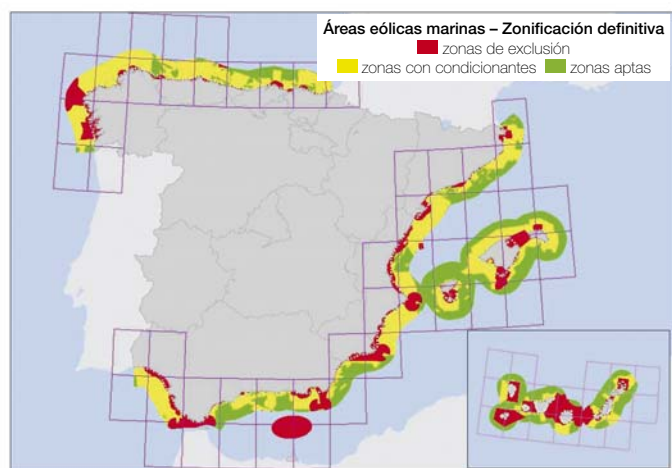 Áreas eólicas marinas – Zonificación definitiva
zonas de exclusión
zonas con condicionantes zonas aptas